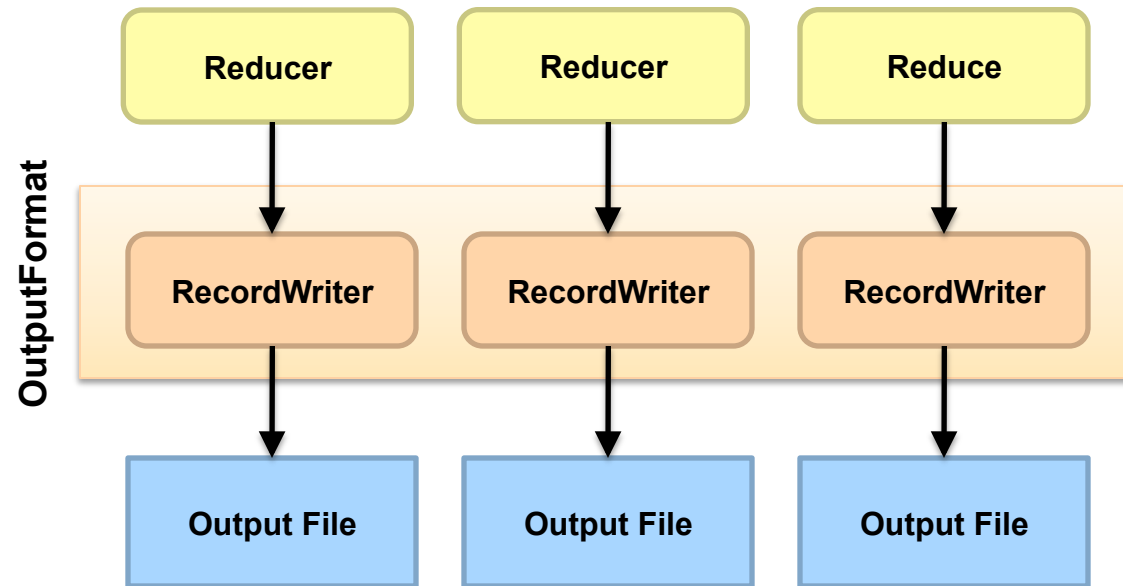 Reducer
Reducer
Reduce
OutputFormat
RecordWriter
RecordWriter
RecordWriter
Output File
Output File
Output File